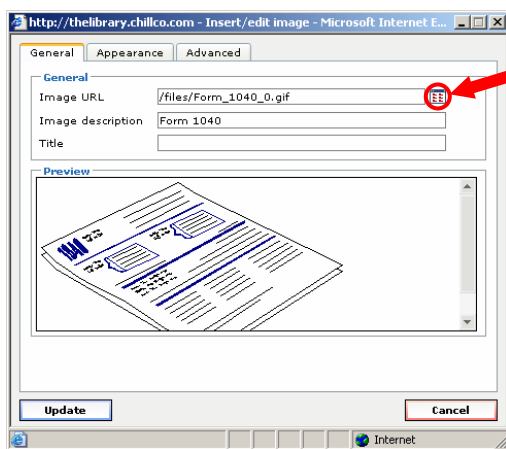 http://thelibrary.chillco.com - Insert/edit image - Microsoft Internet E...
General Appearance Advanced
General
Image URL /files/Form_1040_0.gif
Image description Form 1040
Title
Preview
1040
Update Cancel
Internet